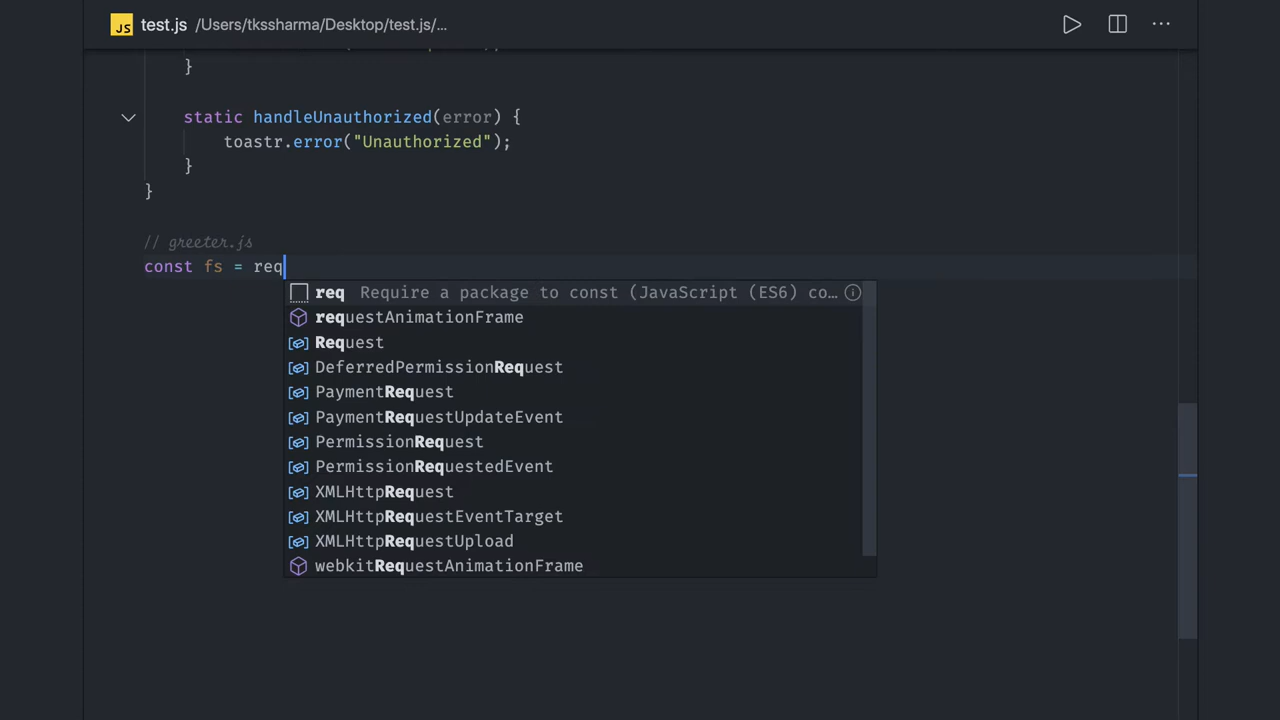 JS test.js /Users/tkssharma/Desktop/test.js/… ···
}
static handleUnauthorized(error) {
toastr.error("Unauthorized");
}
}
// greeter.js
const fs = req
req Require a package to const (JavaScript (ES6) co…
requestAnimationFrame
Request
DeferredPermissionRequest
PaymentRequest
PaymentRequestUpdateEvent
PermissionRequest
PermissionRequestedEvent
XMLHttpRequest
XMLHttpRequestEventTarget
XMLHttpRequestUpload
webkitRequestAnimationFrame